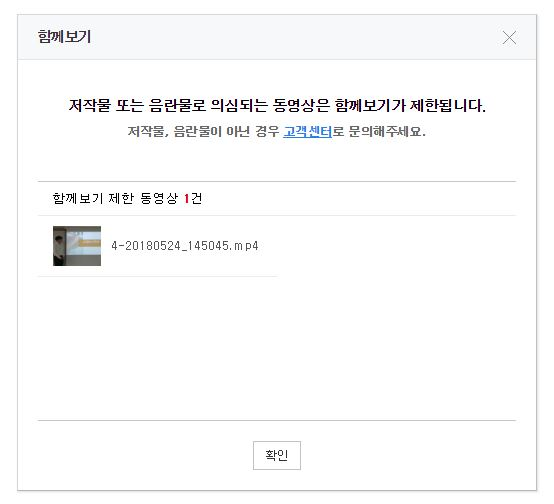 함께보기
저작물 또는 음란물로 의심되는 동영상은 함께보기가 제한됩니다.
저작물, 음란물이 아닌 경우 고객센터로 문의해주세요.
함께보기 제한 동영상 1건
4-20180524_145045.mp4
확인